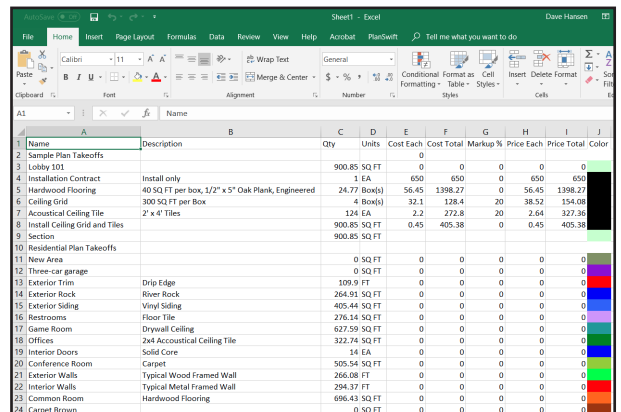 AutoSave Off Sheet1 - Excel Dave Hansen
File Home Insert Page Layout Formulas Data Review View Help Acrobat PlanSwift Tell me what you want to do
Calibri 11 A A ab Wrap Text General Σ
Paste B I U A Merge & Center $ % , Conditional Formatting Format as Table Cell Styles Insert Delete Format
Clipboard Font Alignment Number Styles Cells
A1 fx Name
A B C D E F G H I J
1 Name Description Qty Units Cost Each Cost Total Markup % Price Each Price Total Color
2 Sample Plan Takeoffs 0
3 Lobby 101 900.85 SQ FT 0 0 0 0 0
4 Installation Contract Install only 1 EA 650 650 0 650 650
5 Hardwood Flooring 40 SQ FT per box, 1/2" x 5" Oak Plank, Engineered 24.77 Box(s) 56.45 1398.27 0 56.45 1398.27
6 Ceiling Grid 300 SQ FT per Box 4 Box(s) 32.1 128.4 20 38.52 154.08
7 Acoustical Ceiling Tile 2' x 4' Tiles 124 EA 2.2 272.8 20 2.64 327.36
8 Install Ceiling Grid and Tiles 900.85 SQ FT 0.45 405.38 0 0.45 405.38
9 Section 900.85 SQ FT
10 Residential Plan Takeoffs
11 New Area 0 SQ FT 0 0 0 0 0
12 Three-car garage 0 SQ FT 0 0 0 0 0
13 Exterior Trim Drip Edge 109.9 FT 0 0 0 0 0
14 Exterior Rock River Rock 264.91 SQ FT 0 0 0 0 0
15 Exterior Siding Vinyl Siding 405.44 SQ FT 0 0 0 0 0
16 Restrooms Floor Tile 276.14 SQ FT 0 0 0 0 0
17 Game Room Drywall Ceiling 627.59 SQ FT 0 0 0 0 0
18 Offices 2x4 Accoustical Ceiling Tile 322.74 SQ FT 0 0 0 0 0
19 Interior Doors Solid Core 14 EA 0 0 0 0 0
20 Conference Room Carpet 505.54 SQ FT 0 0 0 0 0
21 Exterior Walls Typical Wood Framed Wall 266.08 FT 0 0 0 0 0
22 Interior Walls Typical Metal Framed Wall 294.37 FT 0 0 0 0 0
23 Common Room Hardwood Flooring 696.43 SQ FT 0 0 0 0 0
24 Carpet Brown 0 SQ FT 0 0 0 0 0